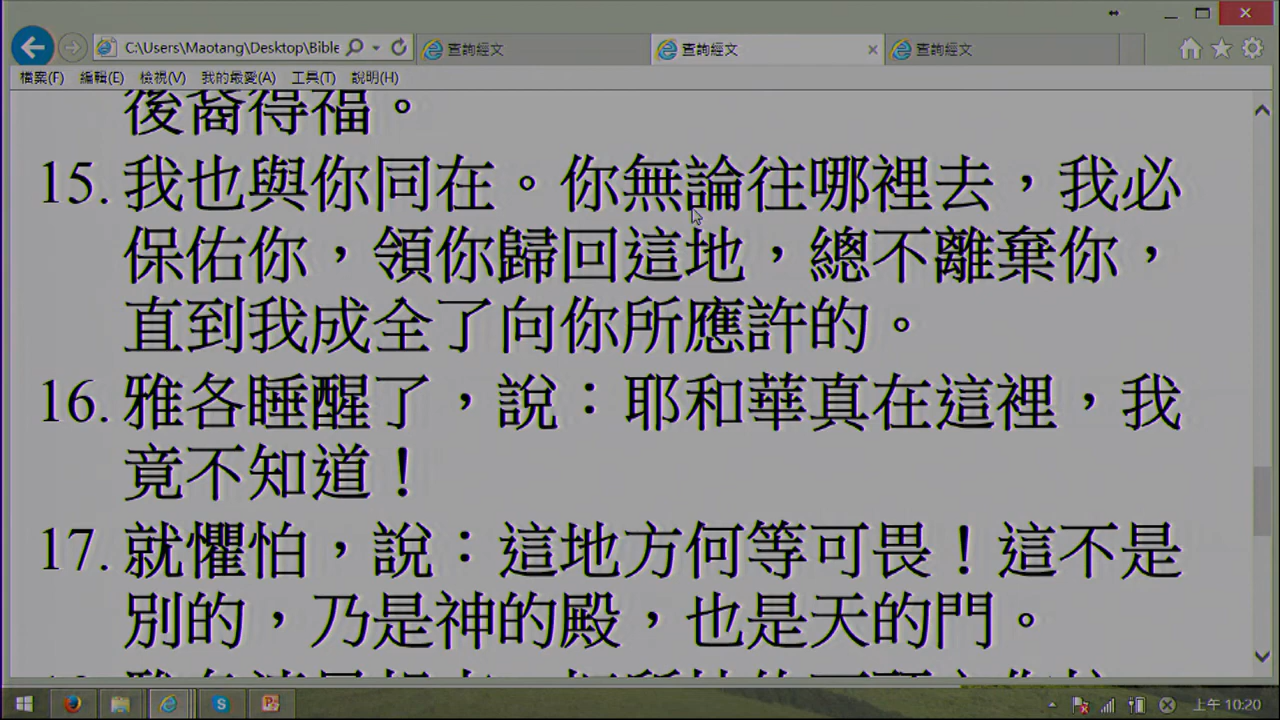 C:\Users\Maotang\Desktop\Bible
查詢經文
查詢經文
查詢經文
檔案(F) 編輯(E) 檢視(V) 我的最愛(A) 工具(T) 說明(H)
後裔得福。
15. 我也與你同在。你無論往哪裡去，我必
保佑你，領你歸回這地，總不離棄你，
直到我成全了向你所應許的。
16. 雅各睡醒了，說：耶和華真在這裡，我
竟不知道！
17. 就懼怕，說：這地方何等可畏！這不是
別的，乃是神的殿，也是天的門。
上午 10:20